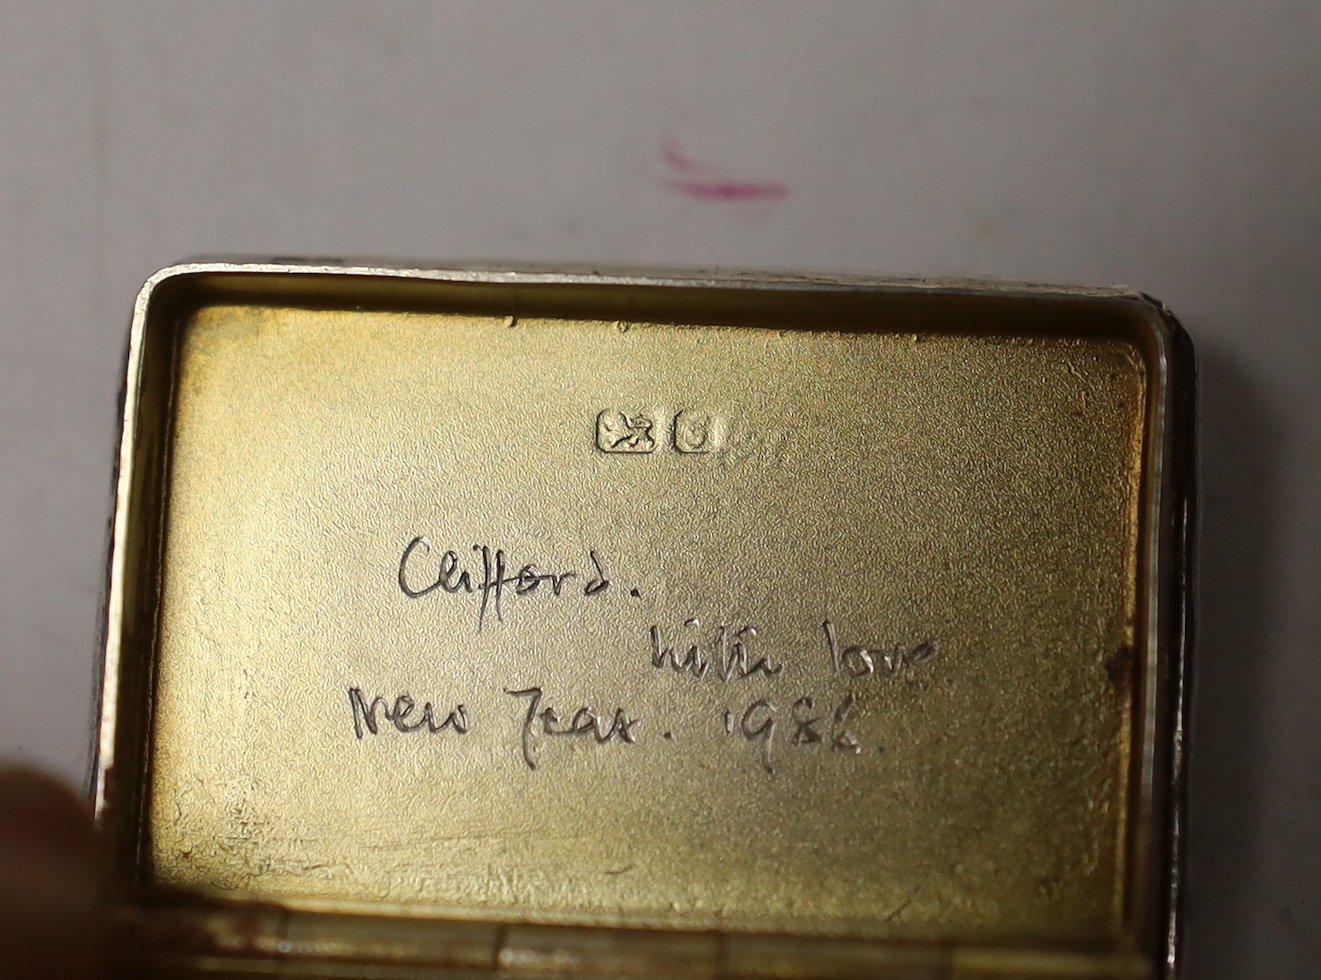 Clifford.
with love.
New Year. 1986.